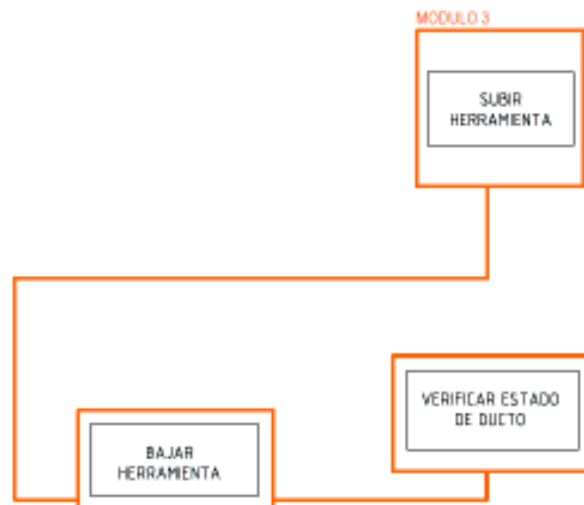 MODULO 3
SUBIR
HERRAMIENTA
VERIFICAR ESTADO
DE DUCTO
BAJAR
HERRAMIENTA